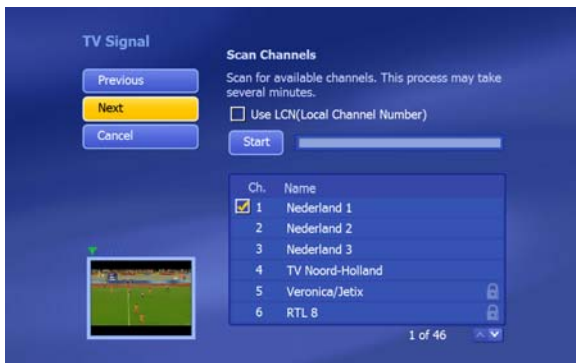 TV Signal
Previous
Next
Cancel
Scan Channels
Scan for available channels. This process may take
several minutes.
Use LCN(Local Channel Number)
Start
Ch. Name
1 Nederland 1
2 Nederland 2
3 Nederland 3
4 TV Noord-Holland
5 Veronica/Jetix
6 RTL 8
1 of 46